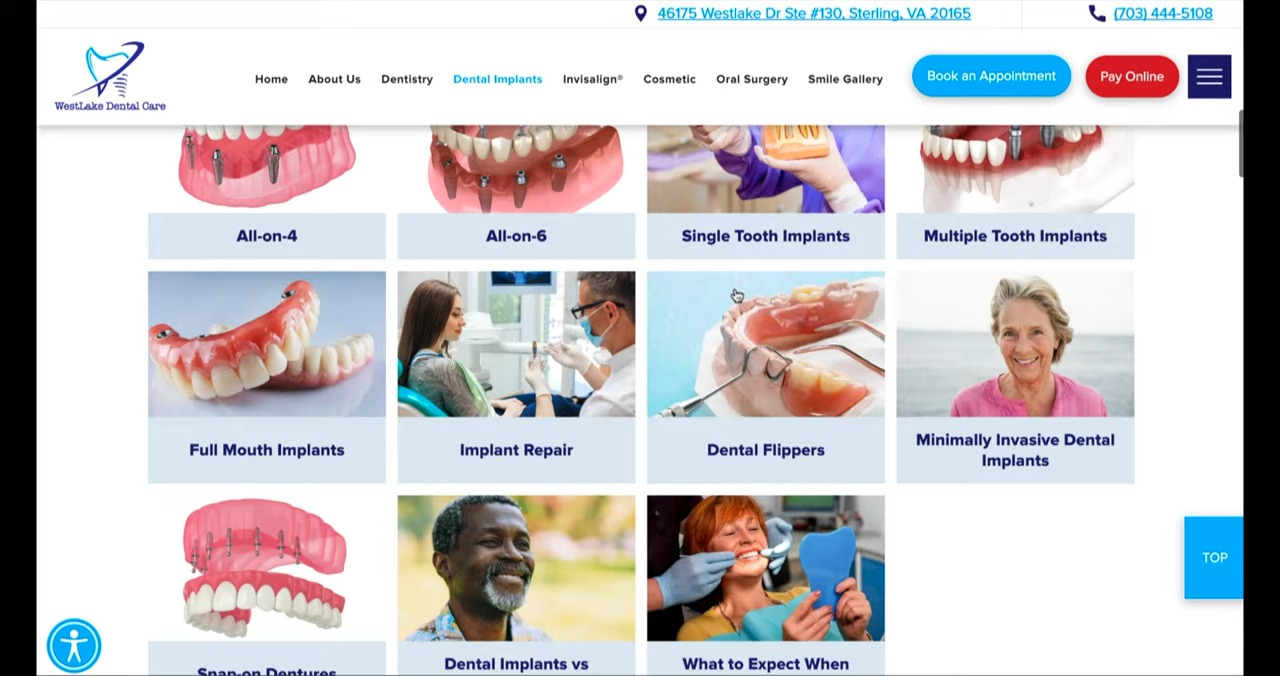 46175 Westlake Dr Ste #130, Sterling, VA 20165
(703) 444-5108
WestLake Dental Care
Home
About Us
Dentistry
Dental Implants
Invisalign®
Cosmetic
Oral Surgery
Smile Gallery
Book an Appointment
Pay Online
All-on-4
All-on-6
Single Tooth Implants
Multiple Tooth Implants
Full Mouth Implants
Implant Repair
Dental Flippers
Minimally Invasive Dental
Implants
TOP
Snap-on Dentures
Dental Implants vs
What to Expect When